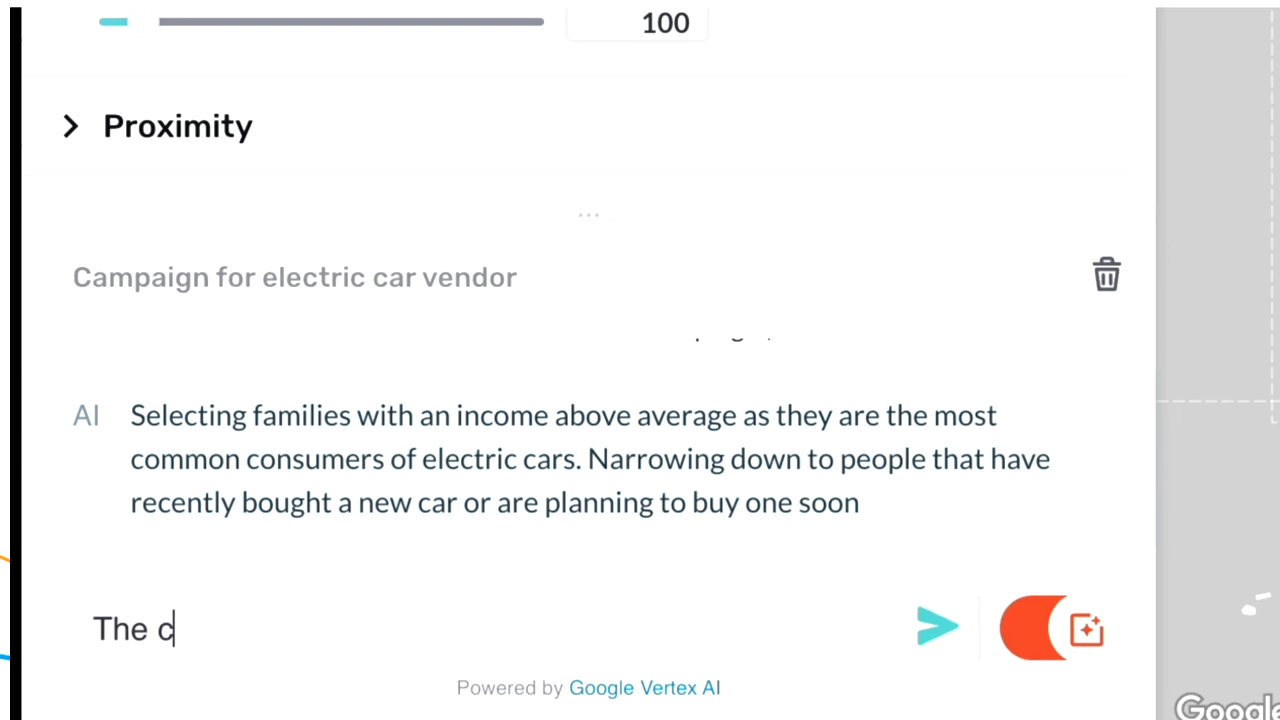 100
Proximity
...
Campaign for electric car vendor
AI Selecting families with an income above average as they are the most
common consumers of electric cars. Narrowing down to people that have
recently bought a new car or are planning to buy one soon
The c
Powered by Google Vertex AI
Google